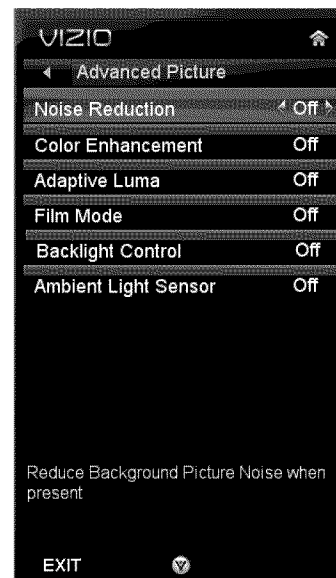 VIZIO
Advanced Picture
Noise Reduction Off
Color Enhancement Off
Adaptive Luma Off
Film Mode Off
Backlight Control Off
Ambient Light Sensor Off
Reduce Background Picture Noise when
present
EXIT